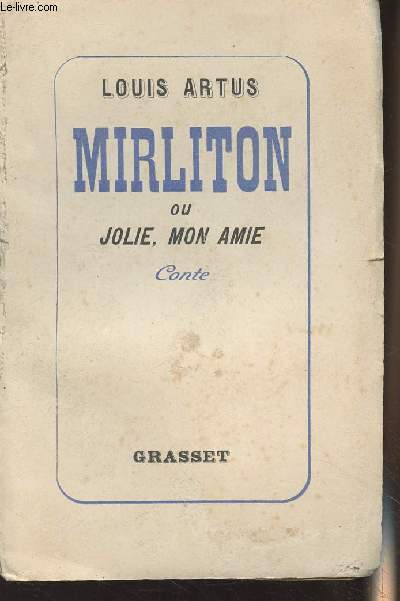 © Le-livre.com
LOUIS ARTUS
MIRLITON
OU
JOLIE, MON AMIE
Conte
GRASSET